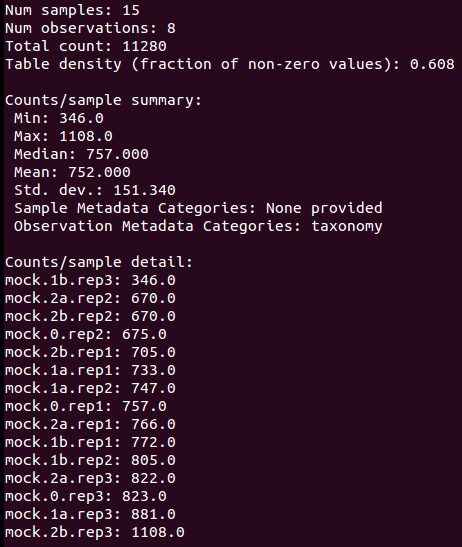 Num samples: 15
Num observations: 8
Total count: 11280
Table density (fraction of non-zero values): 0.608
Counts/sample summary:
Min: 346.0
Max: 1108.0
Median: 757.000
Mean: 752.000
Std. dev.: 151.340
Sample Metadata Categories: None provided
Observation Metadata Categories: taxonomy
Counts/sample detail:
mock.1b.rep3: 346.0
mock.2a.rep2: 670.0
mock.2b.rep2: 670.0
mock.0.rep2: 675.0
mock.2b.rep1: 705.0
mock.1a.rep1: 733.0
mock.1a.rep2: 747.0
mock.0.rep1: 757.0
mock.2a.rep1: 766.0
mock.1b.rep1: 772.0
mock.1b.rep2: 805.0
mock.2a.rep3: 822.0
mock.0.rep3: 823.0
mock.1a.rep3: 881.0
mock.2b.rep3: 1108.0